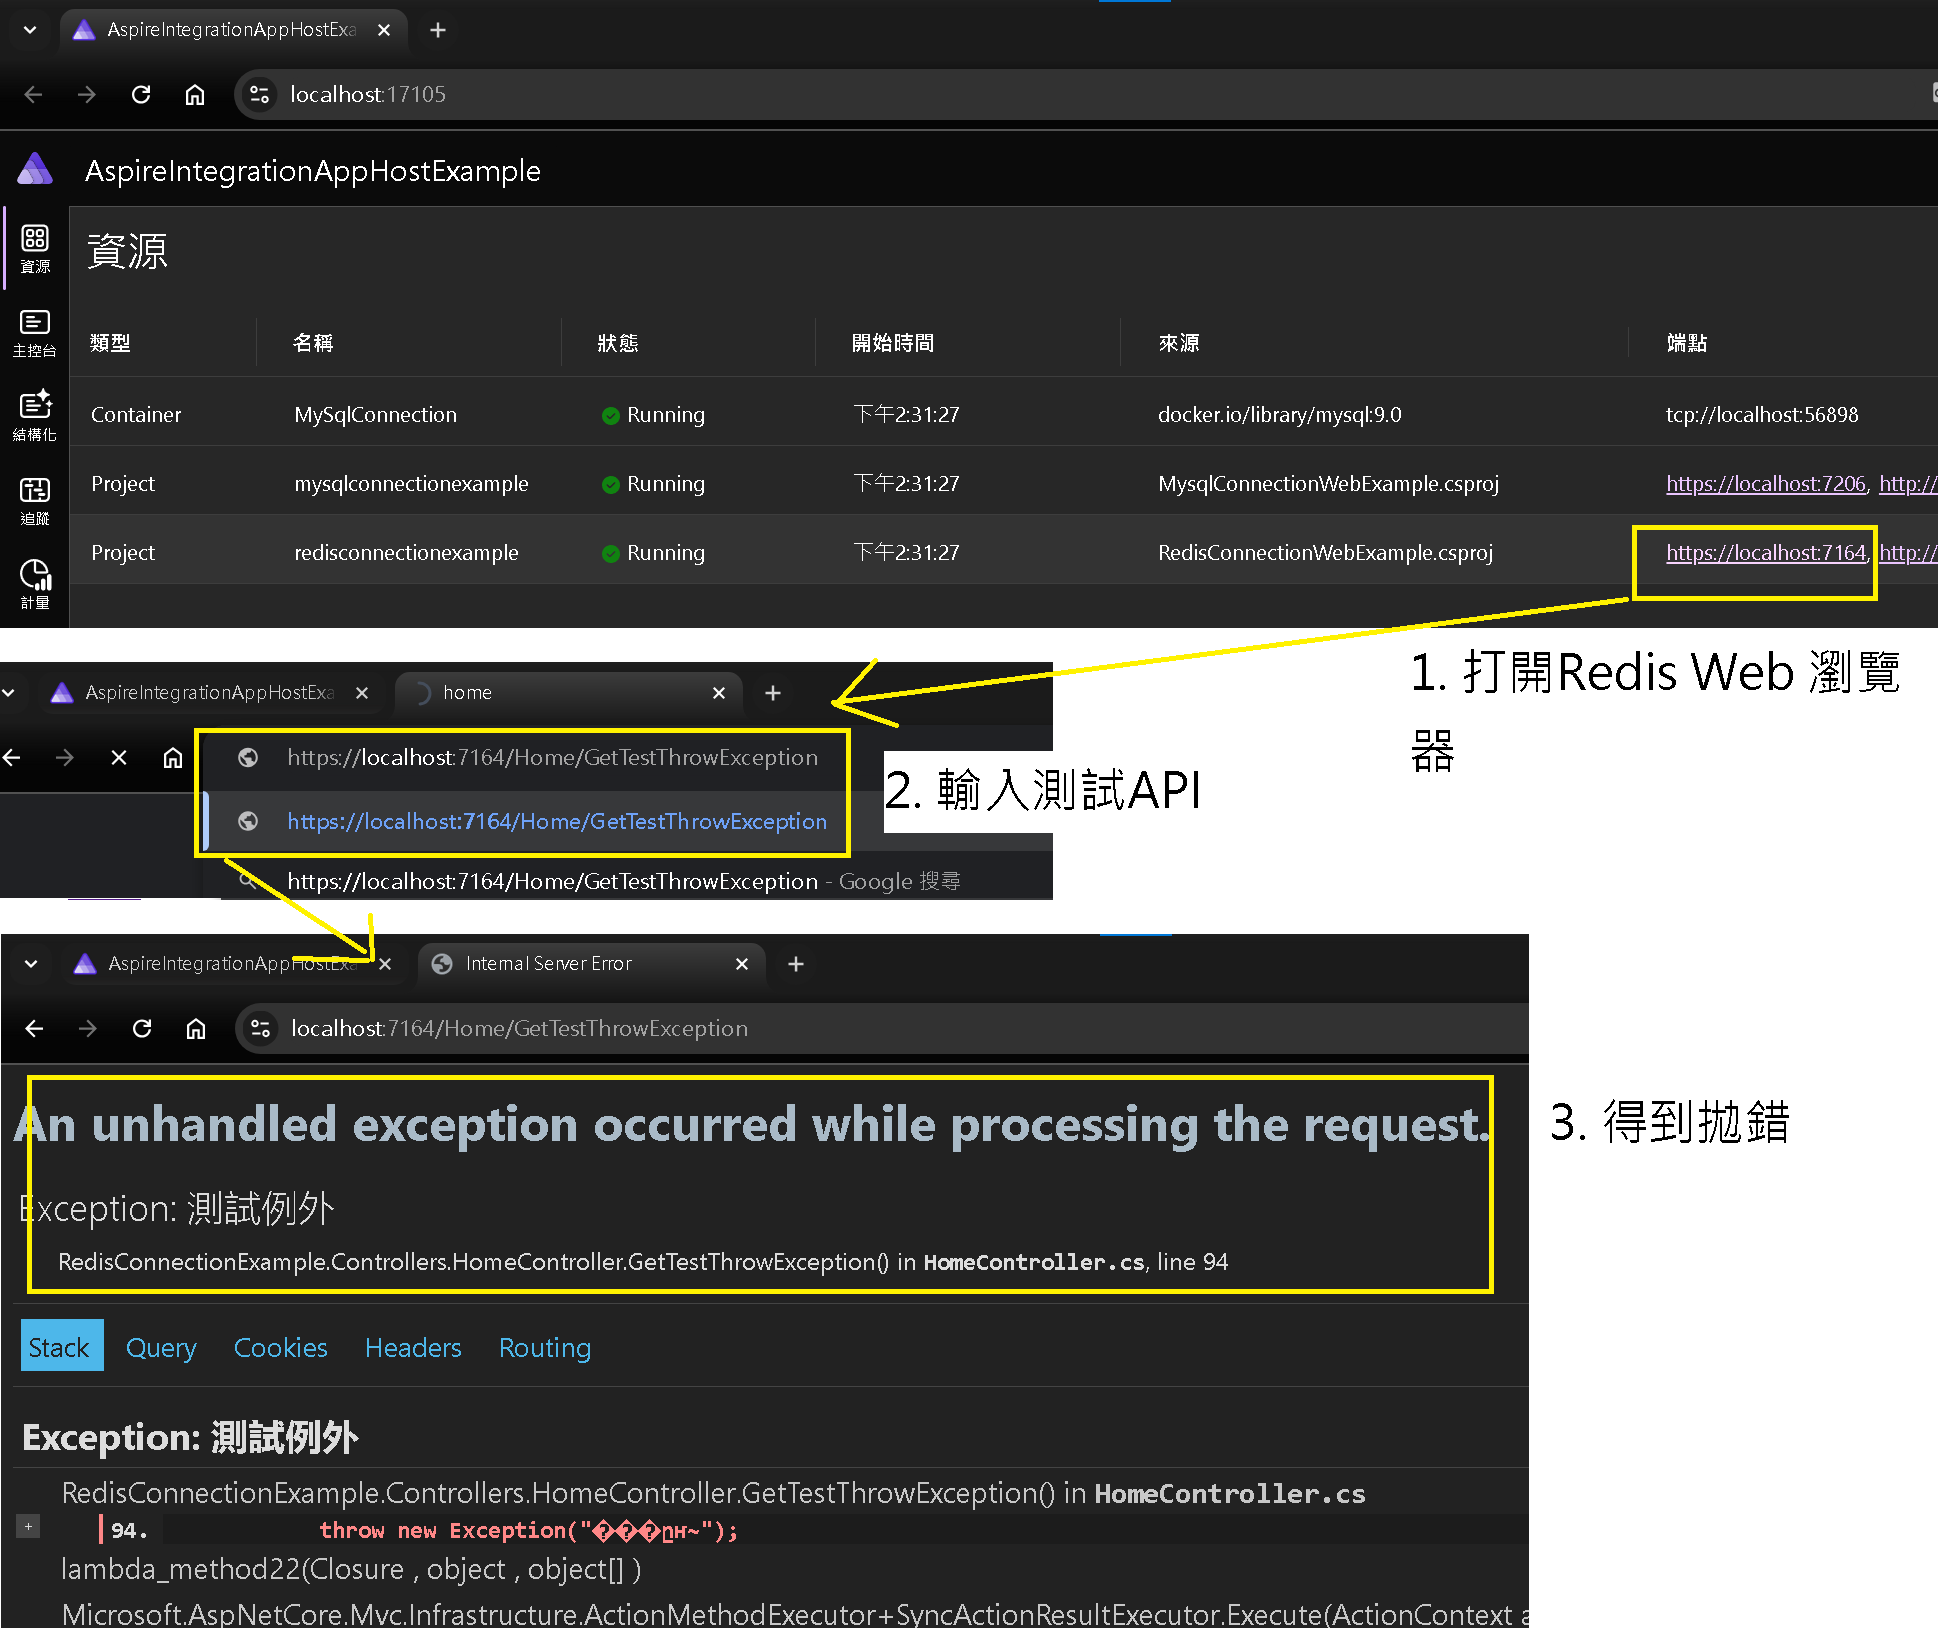 AspireIntegrationAppHostExa
localhost:17105
AspireIntegrationAppHostExample
資源
資源
主控台
結構化
追蹤
計量
類型 名稱 狀態 開始時間 來源 端點
Container MySqlConnection Running 下午2:31:27 docker.io/library/mysql:9.0 tcp://localhost:56898
Project mysqlconnectionexample Running 下午2:31:27 MysqlConnectionWebExample.csproj https://localhost:7206, http://
Project redisconnectionexample Running 下午2:31:27 RedisConnectionWebExample.csproj https://localhost:7164, http://
1. 打開Redis Web 瀏覽
器
AspireIntegrationAppHostExa home
https://localhost:7164/Home/GetTestThrowException
https://localhost:7164/Home/GetTestThrowException
https://localhost:7164/Home/GetTestThrowException - Google 搜尋
2. 輸入測試API
AspireIntegrationAppHostExa Internal Server Error
localhost:7164/Home/GetTestThrowException
An unhandled exception occurred while processing the request.
Exception: 測試例外
RedisConnectionExample.Controllers.HomeController.GetTestThrowException() in HomeController.cs, line 94
3. 得到拋錯
Stack Query Cookies Headers Routing
Exception: 測試例外
RedisConnectionExample.Controllers.HomeController.GetTestThrowException() in HomeController.cs
94. throw new Exception("���ըҥ~");
lambda_method22(Closure , object , object[] )
Microsoft.AspNetCore.Mvc.Infrastructure.ActionMethodExecutor+SyncActionResultExecutor.Execute(ActionContext a